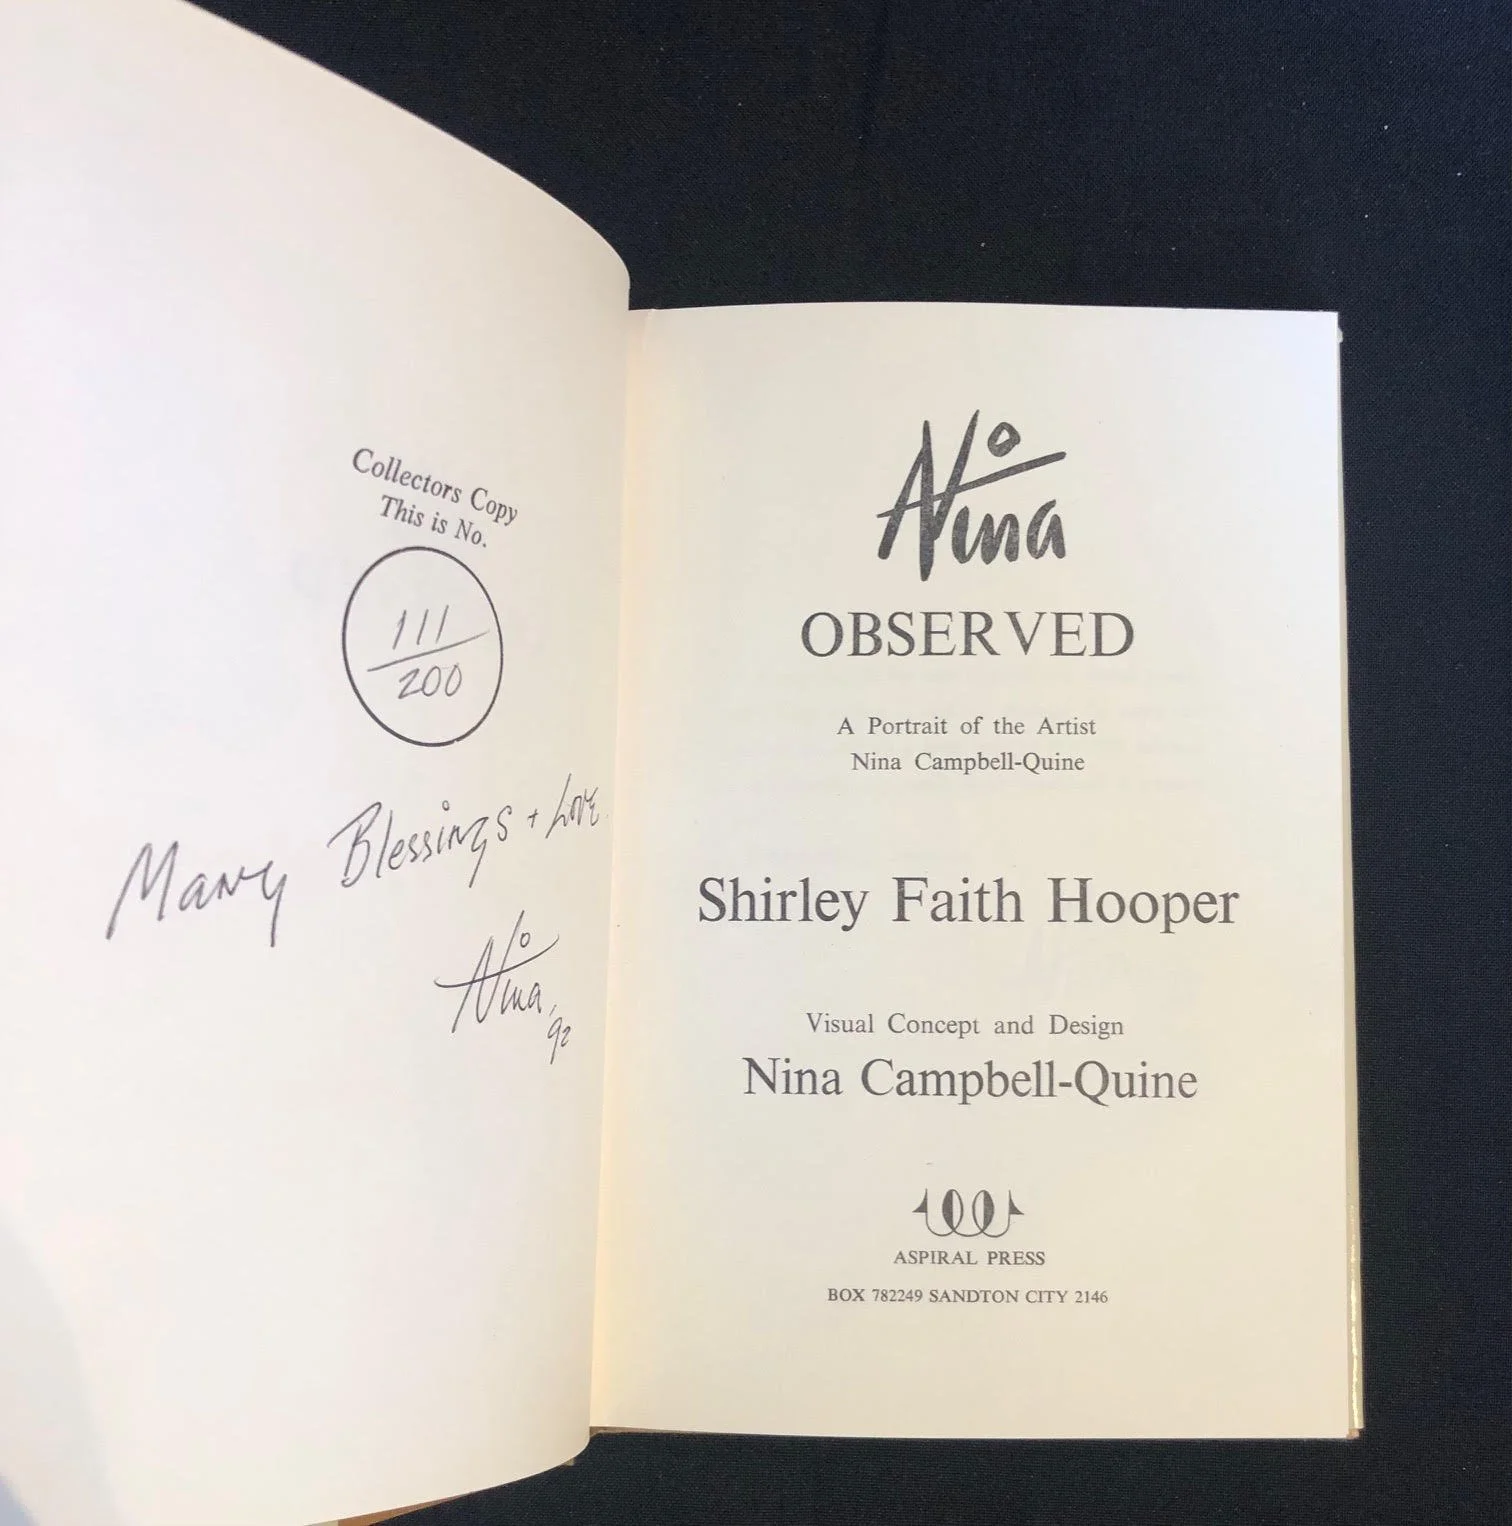 Collectors Copy
This is No.
111
200
Many Blessings + Love
Nina,
92
Nina
OBSERVED
A Portrait of the Artist
Nina Campbell-Quine
Shirley Faith Hooper
Visual Concept and Design
Nina Campbell-Quine
ASPIRAL PRESS
BOX 782249 SANDTON CITY 2146